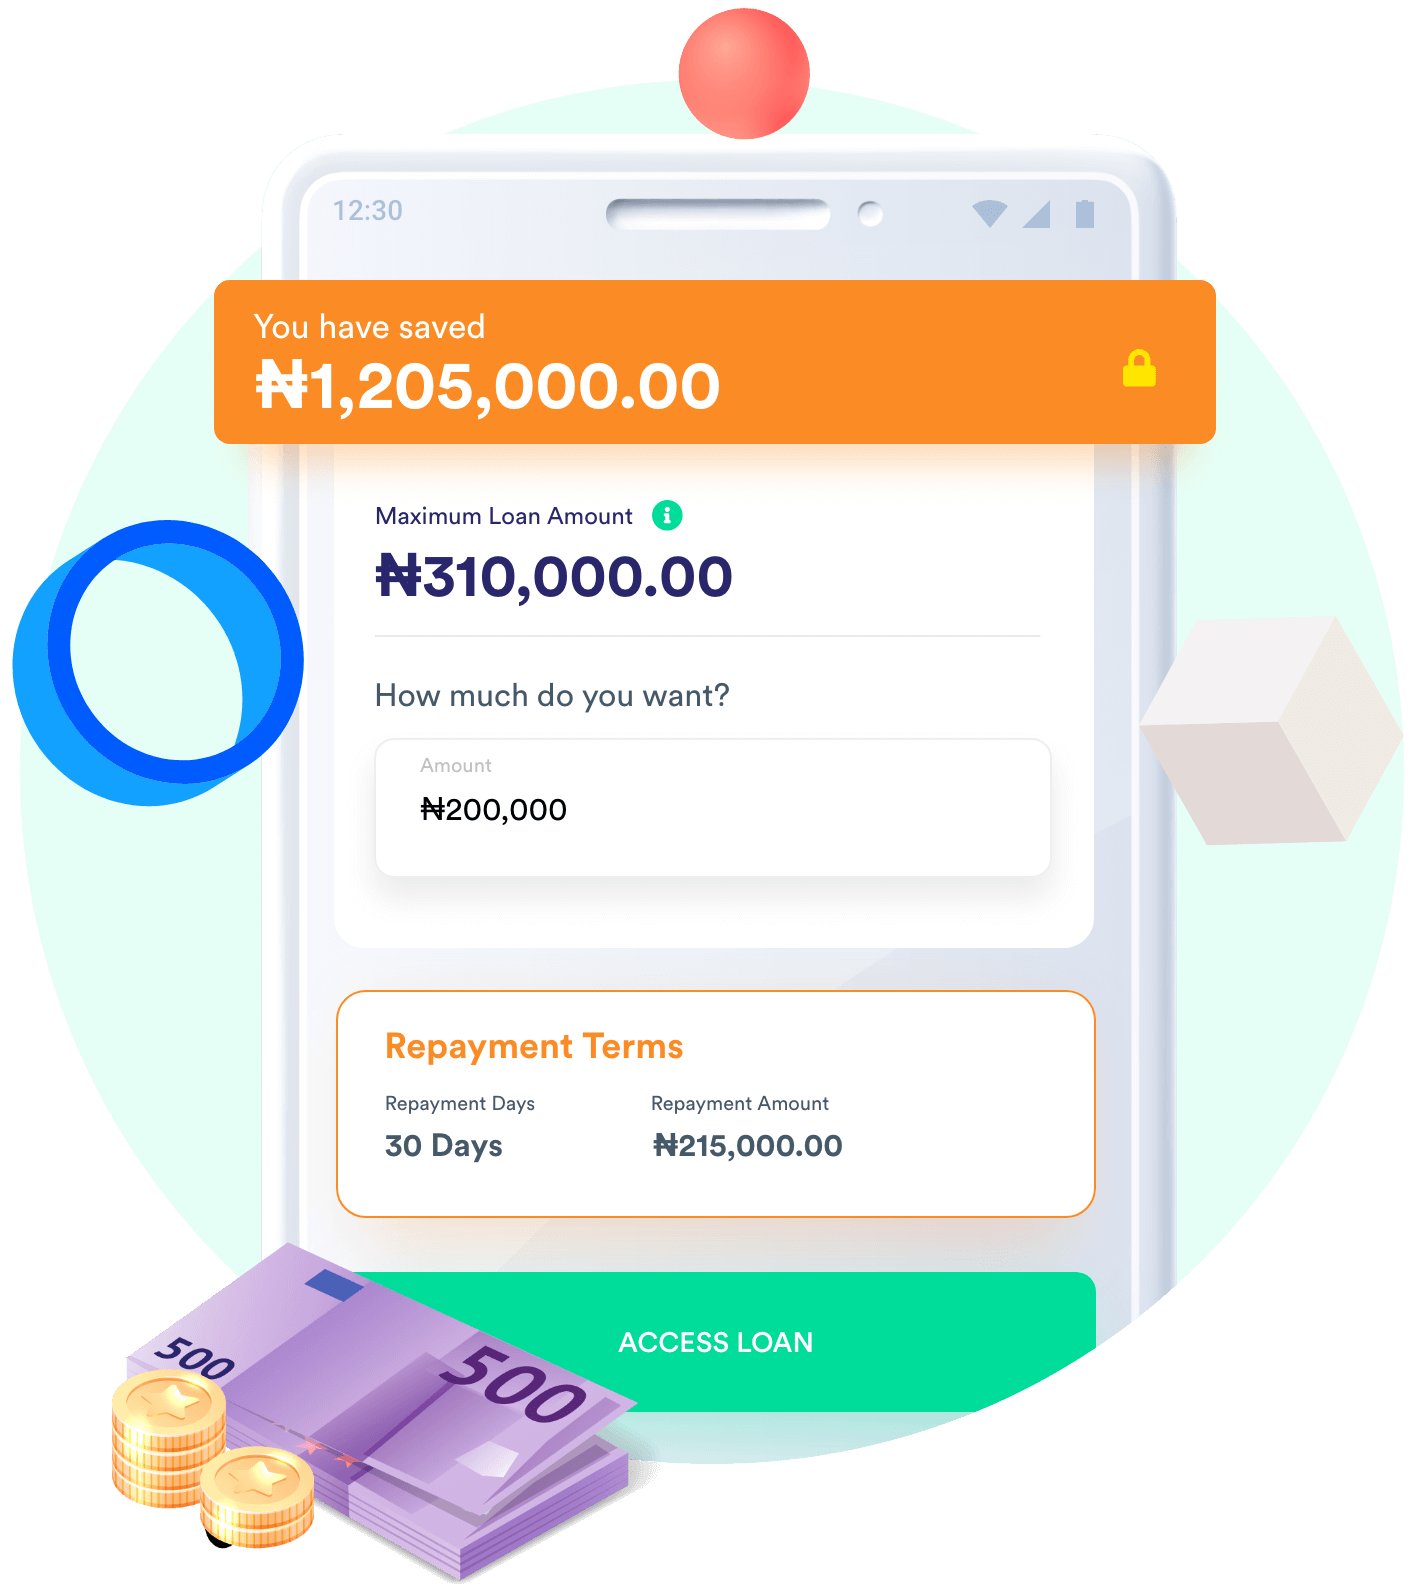 12:30
You have saved
₦1,205,000.00
Maximum Loan Amount
₦310,000.00
How much do you want?
Amount
₦200,000
Repayment Terms
Repayment Days Repayment Amount
30 Days ₦215,000.00
ACCESS LOAN
500
500